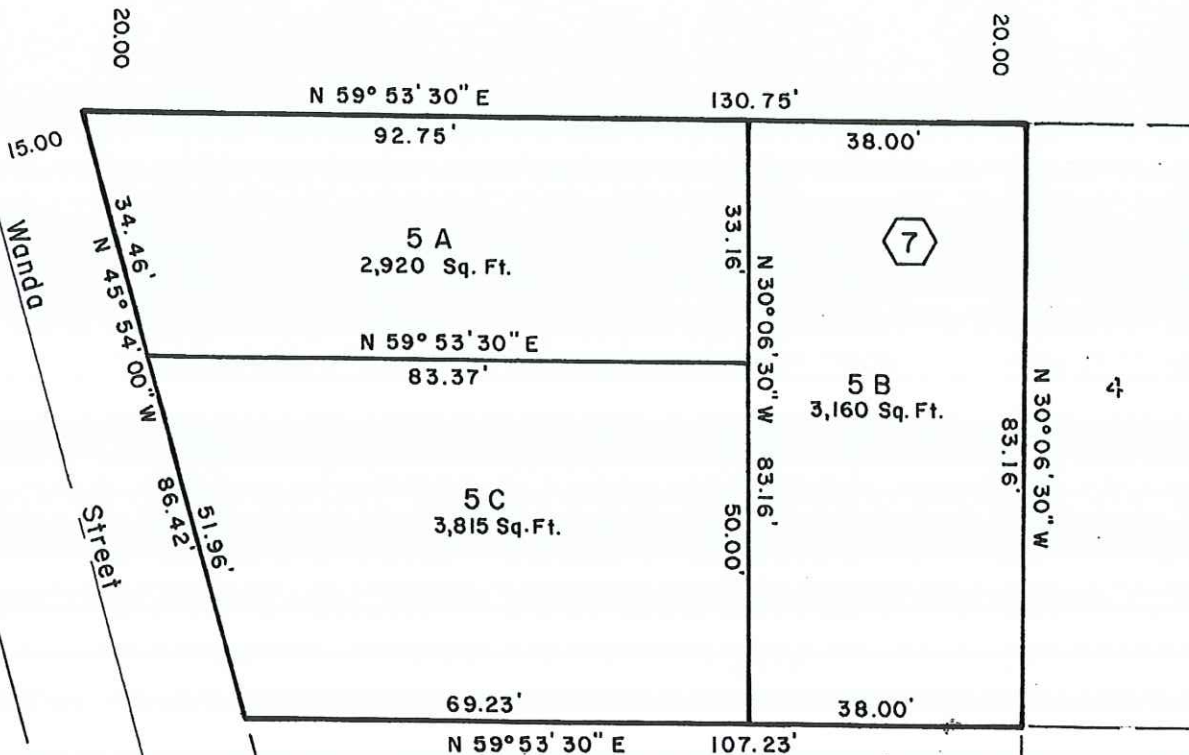 20.00
20.00
N 59° 53' 30" E
130.75'
15.00
92.75'
38.00'
34.46'
N 45° 54' 00" W
86.42'
51.96'
Wanda
Street
5 A
2,920 Sq. Ft.
33.16'
N 30° 06' 30" W 83.16'
50.00'
7
N 59° 53' 30" E
83.37'
5 B
3,160 Sq. Ft.
83.16'
N 30° 06' 30" W
4
5 C
3,815 Sq. Ft.
69.23'
38.00'
N 59° 53' 30" E
107.23'